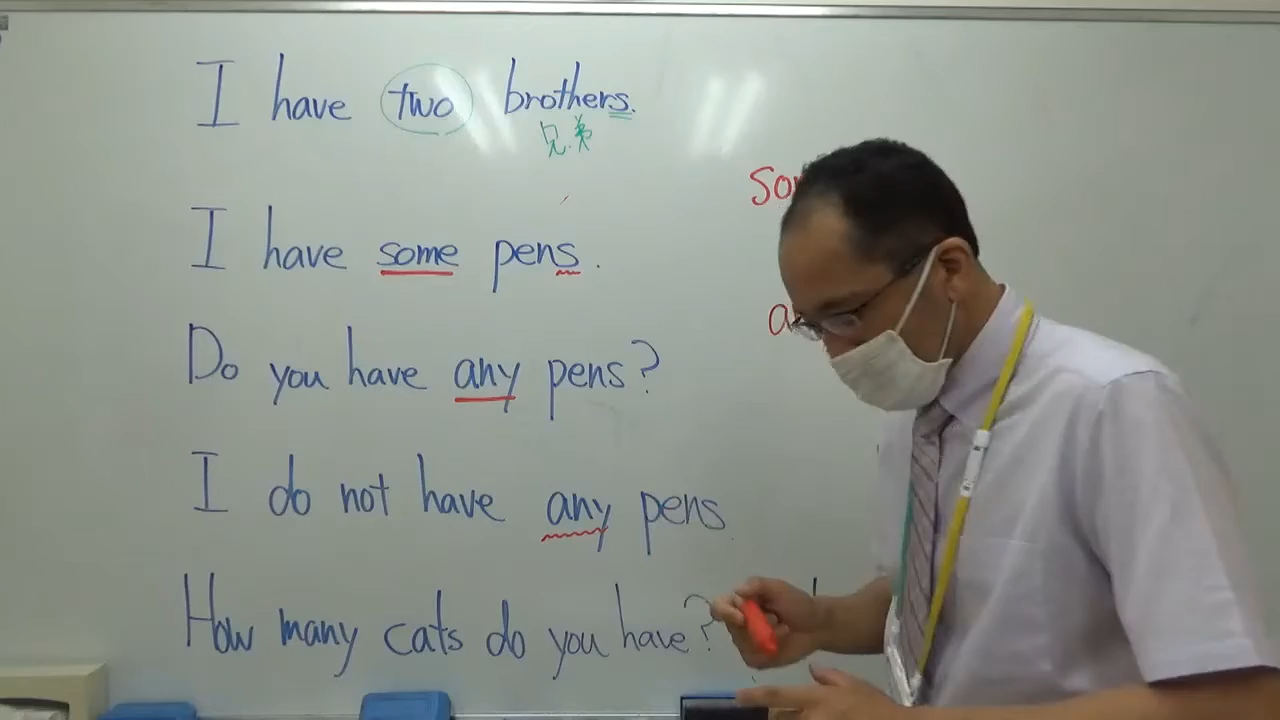 I have two brothers.
兄.弟
I have some pens.
Do you have any pens?
I do not have any pens
How many cats do you have?